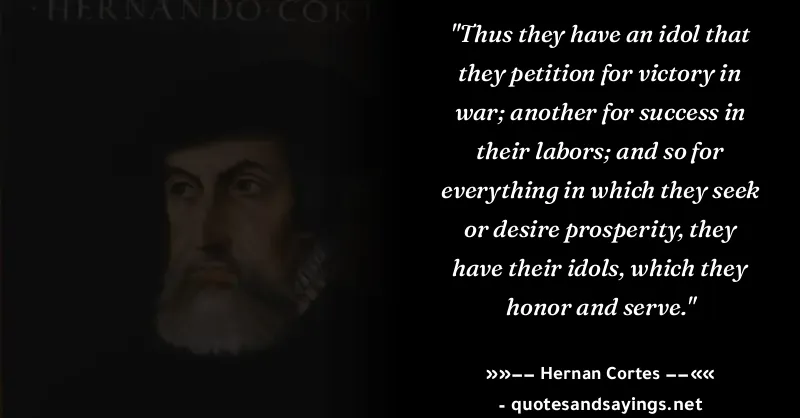 ·HERNANDO·CORT
"Thus they have an idol that
they petition for victory in
war; another for success in
their labors; and so for
everything in which they seek
or desire prosperity, they
have their idols, which they
honor and serve."
»»−− Hernan Cortes −−««
- quotesandsayings.net